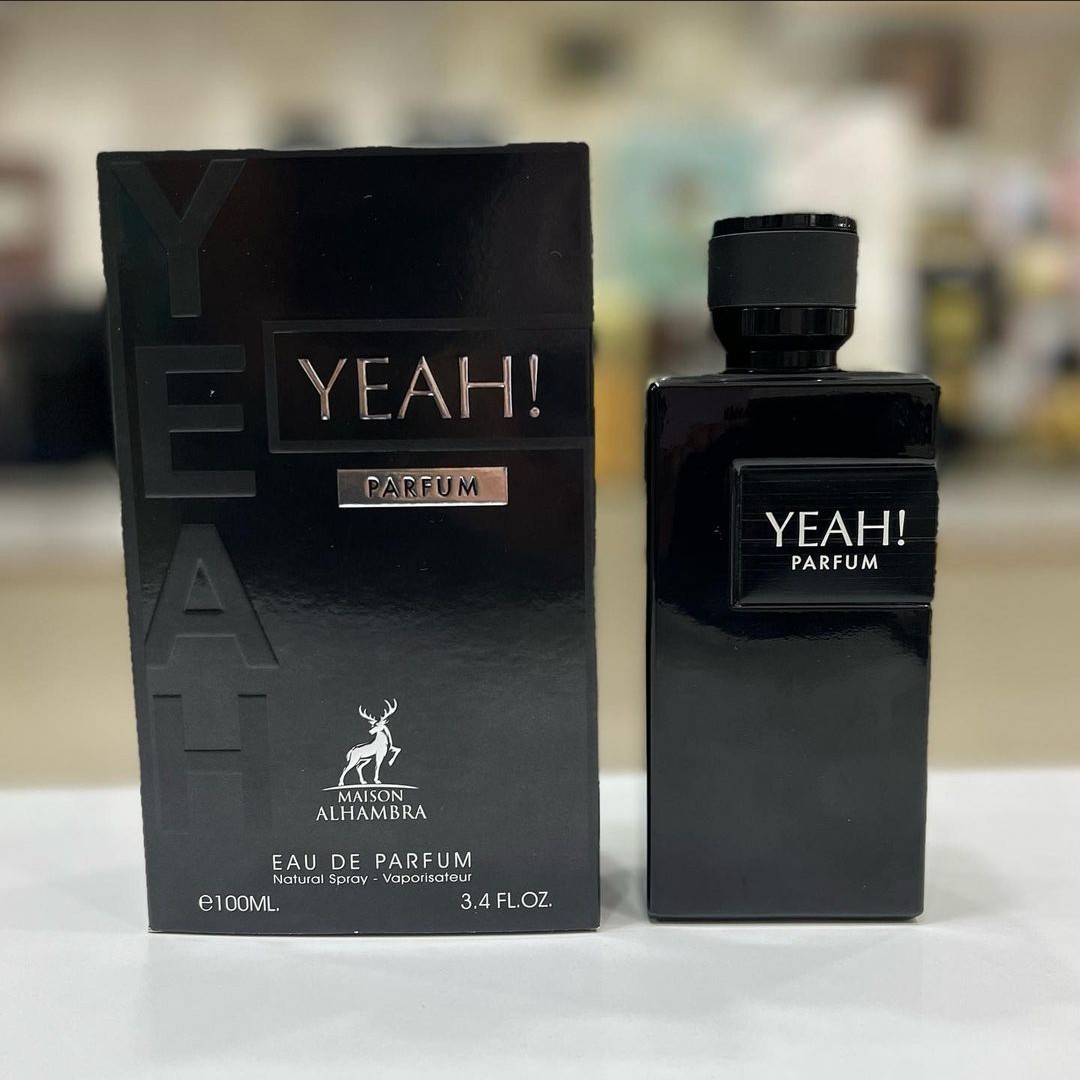 YEAH
YEAH!
PARFUM
MAISON
ALHAMBRA
EAU DE PARFUM
Natural Spray - Vaporisateur
℮100ML.
3.4 FL.OZ.
YEAH!
PARFUM